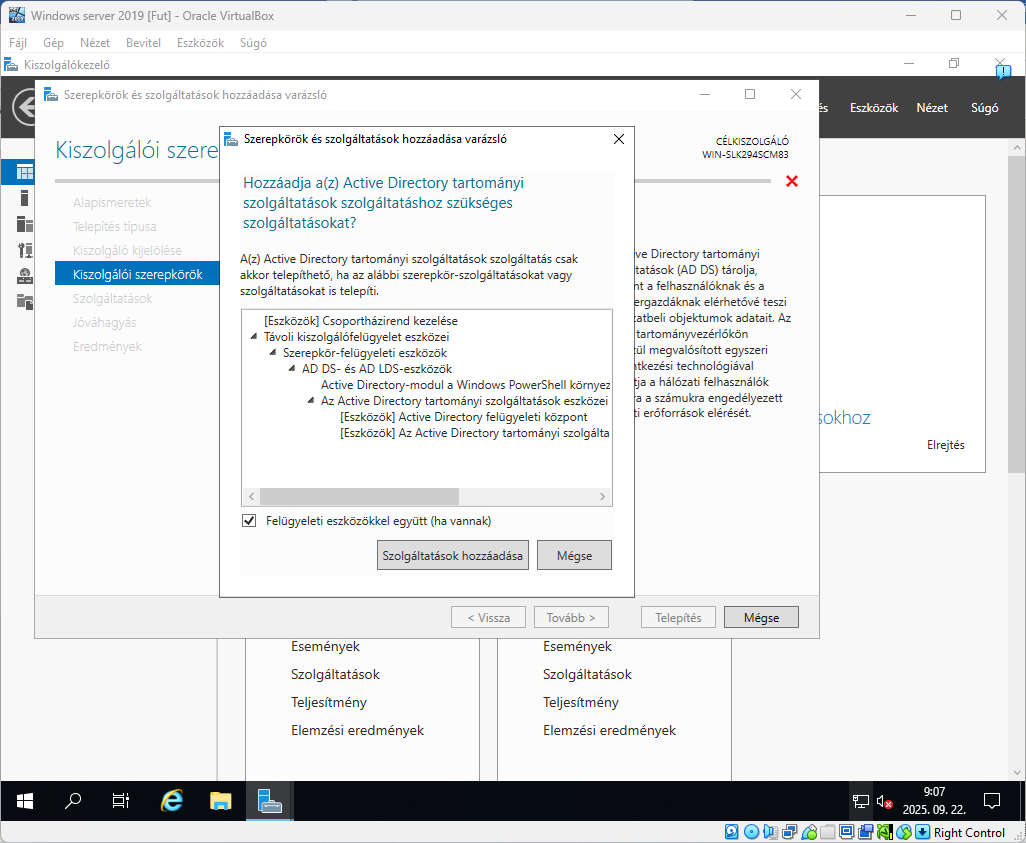 Windows server 2019 [Fut] - Oracle VirtualBox
Fájl Gép Nézet Bevitel Eszközök Súgó
Kiszolgálókezelő
Eszközök Nézet Súgó
Szerepkörök és szolgáltatások hozzáadása varázsló
Kiszolgálói szere
CÉLKISZOLGÁLÓ
WIN-SLK294SCM83
Alapismeretek
Telepítés típusa
Kiszolgáló kijelölése
Kiszolgálói szerepkörök
Szolgáltatások
Jóváhagyás
Eredmények
Szerepkörök és szolgáltatások hozzáadása varázsló
Hozzáadja a(z) Active Directory tartományi
szolgáltatások szolgáltatáshoz szükséges
szolgáltatásokat?
A(z) Active Directory tartományi szolgáltatások szolgáltatás csak
akkor telepíthető, ha az alábbi szerepkör-szolgáltatásokat vagy
szolgáltatásokat is telepíti.
[Eszközök] Csoportházirend kezelése
Távoli kiszolgálófelügyelet eszközei
Szerepkör-felügyeleti eszközök
AD DS- és AD LDS-eszközök
Active Directory-modul a Windows PowerShell környez
Az Active Directory tartományi szolgáltatások eszközei
[Eszközök] Active Directory felügyeleti központ
[Eszközök] Az Active Directory tartományi szolgálta
Felügyeleti eszközökkel együtt (ha vannak)
Szolgáltatások hozzáadása Mégse
ive Directory tartományi
tatások (AD DS) tárolja,
nt a felhasználóknak és a
ergazdáknak elérhetővé teszi
zatbeli objektumok adatait. Az
tartományvezérlőkön
ül megvalósított egyszeri
ntkezési technológiával
tja a hálózati felhasználók
ra a számukra engedélyezett
ti erőforrások elérését.
sokhoz
Elrejtés
< Vissza Tovább > Telepítés Mégse
Események
Szolgáltatások
Teljesítmény
Elemzési eredmények
Események
Szolgáltatások
Teljesítmény
Elemzési eredmények
9:07
2025. 09. 22.
Right Control